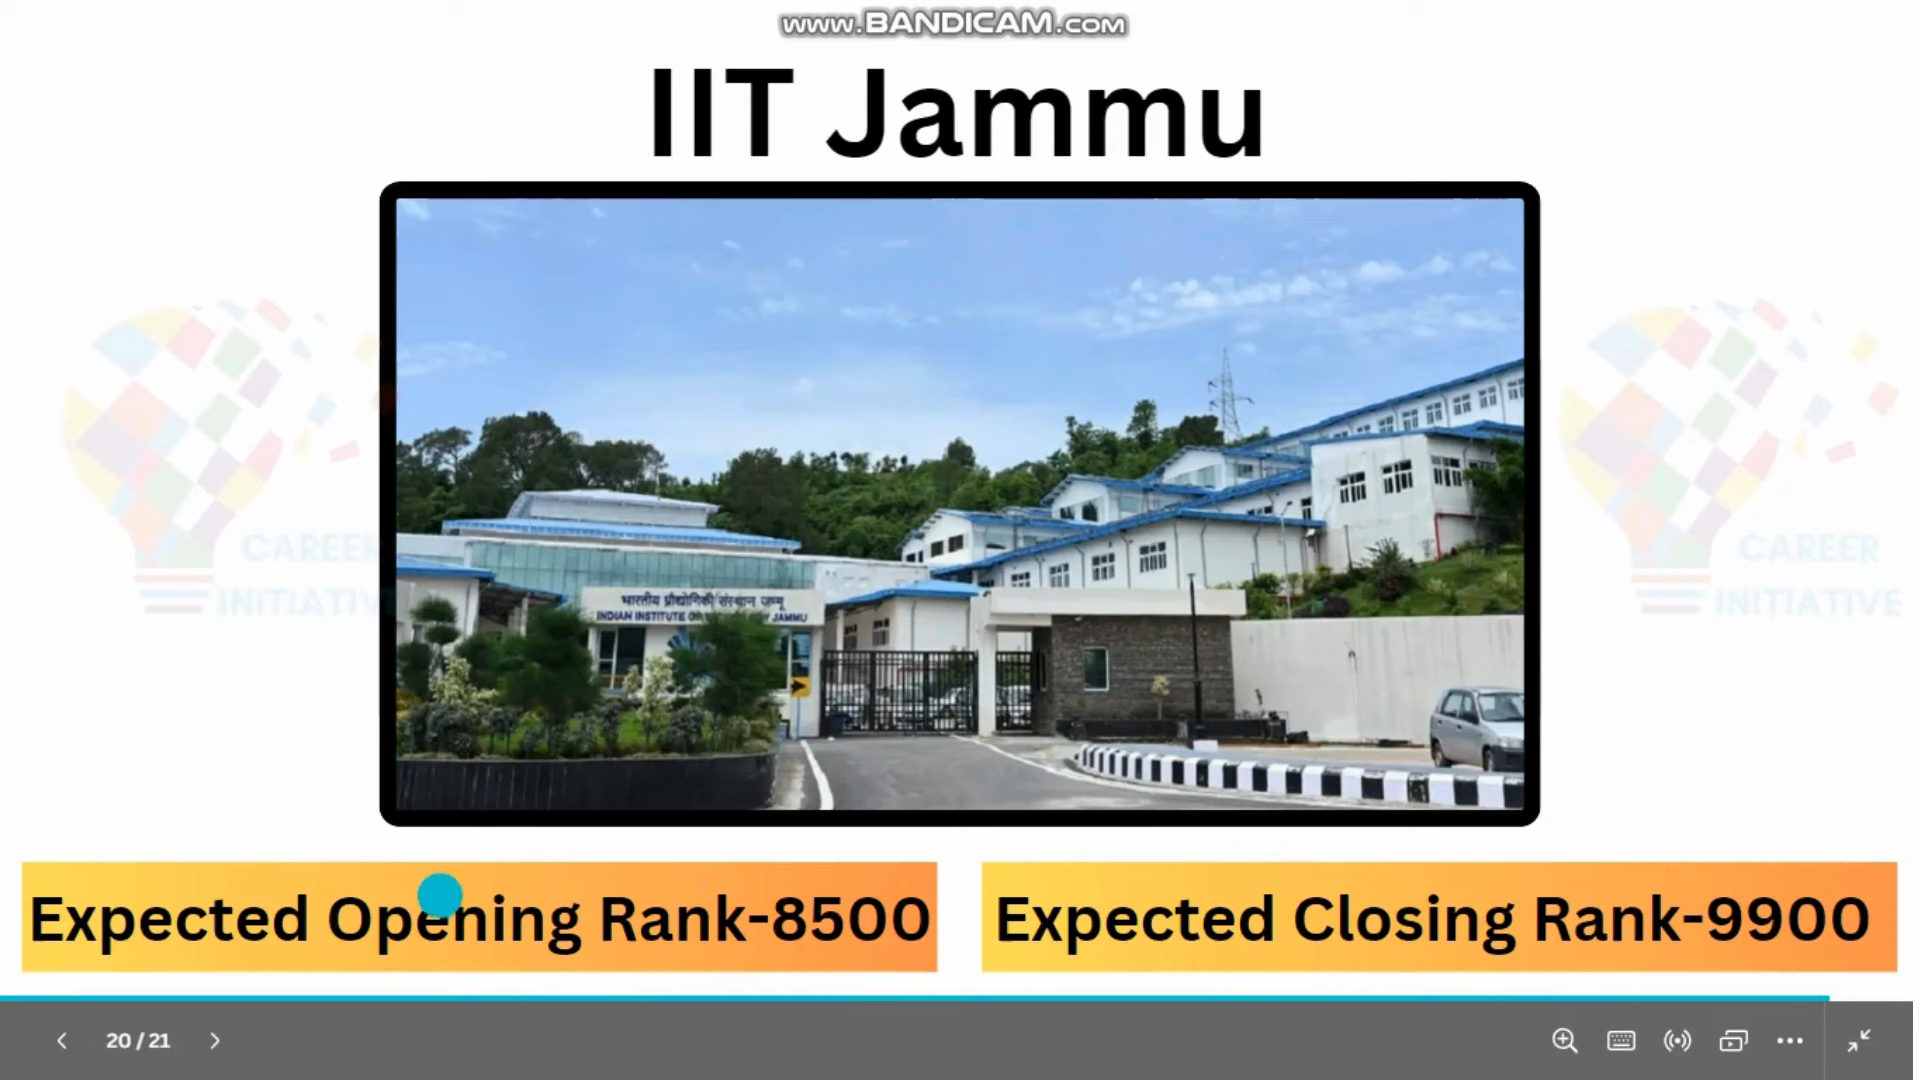 www.BANDICAM.com
IIT Jammu
CAREER
INITIATIVE
भारतीय प्रौद्योगिकी संस्थान जम्मू
INDIAN INSTITUTE JAMMU
CAREER
INITIATIVE
Expected Opening Rank-8500
Expected Closing Rank-9900
20 / 21